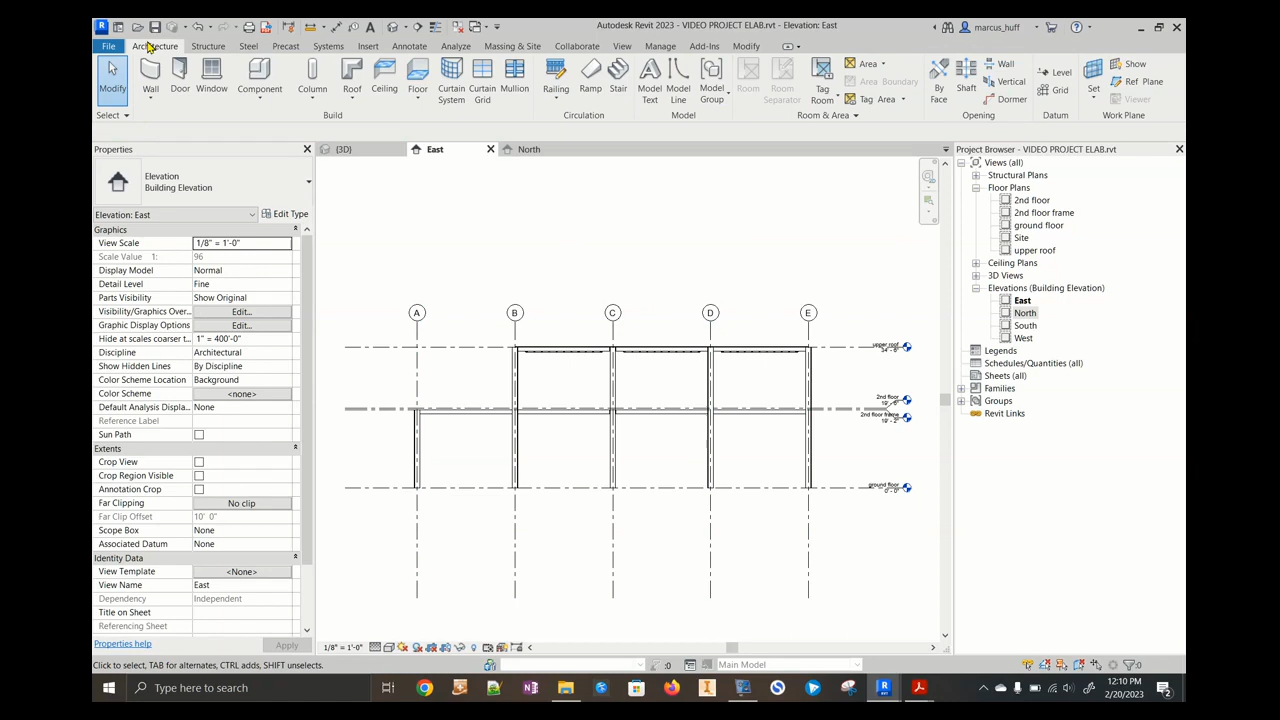 Autodesk Revit 2023 - VIDEO PROJECT ELAB.rvt - Elevation: East
marcus_huff
File Architecture Structure Steel Precast Systems Insert Annotate Analyze Massing & Site Collaborate View Manage Add-Ins Modify
Modify Wall Door Window Component Column Roof Ceiling Floor Curtain System Curtain Grid Mullion Railing Ramp Stair Model Text Model Line Model Group Room Room Separator Tag Room Area Area Boundary Tag Area By Face Shaft Wall Vertical Dormer Level Grid Set Show Ref Plane Viewer
Select Build Circulation Model Room & Area Opening Datum Work Plane
Properties
Elevation
Building Elevation
Elevation: East Edit Type
Graphics
View Scale 1/8" = 1'-0"
Scale Value 1: 96
Display Model Normal
Detail Level Fine
Parts Visibility Show Original
Visibility/Graphics Over... Edit...
Graphic Display Options Edit...
Hide at scales coarser t... 1" = 400'-0"
Discipline Architectural
Show Hidden Lines By Discipline
Color Scheme Location Background
Color Scheme <none>
Default Analysis Displa... None
Reference Label
Sun Path
Extents
Crop View
Crop Region Visible
Annotation Crop
Far Clipping No clip
Far Clip Offset 10' 0"
Scope Box None
Associated Datum None
Identity Data
View Template <None>
View Name East
Dependency Independent
Title on Sheet
Referencing Sheet
Properties help Apply
{3D} East North
A B C D E
upper roof
34' - 6"
2nd floor
2nd floor frame
19' - 2"
ground floor
0' - 0"
1/8" = 1'-0"
Project Browser - VIDEO PROJECT ELAB.rvt
Views (all)
Structural Plans
Floor Plans
2nd floor
2nd floor frame
ground floor
Site
upper roof
Ceiling Plans
3D Views
Elevations (Building Elevation)
East
North
South
West
Legends
Schedules/Quantities (all)
Sheets (all)
Families
Groups
Revit Links
Click to select, TAB for alternates, CTRL adds, SHIFT unselects. :0 Main Model :0
Type here to search
12:10 PM
2/20/2023
2